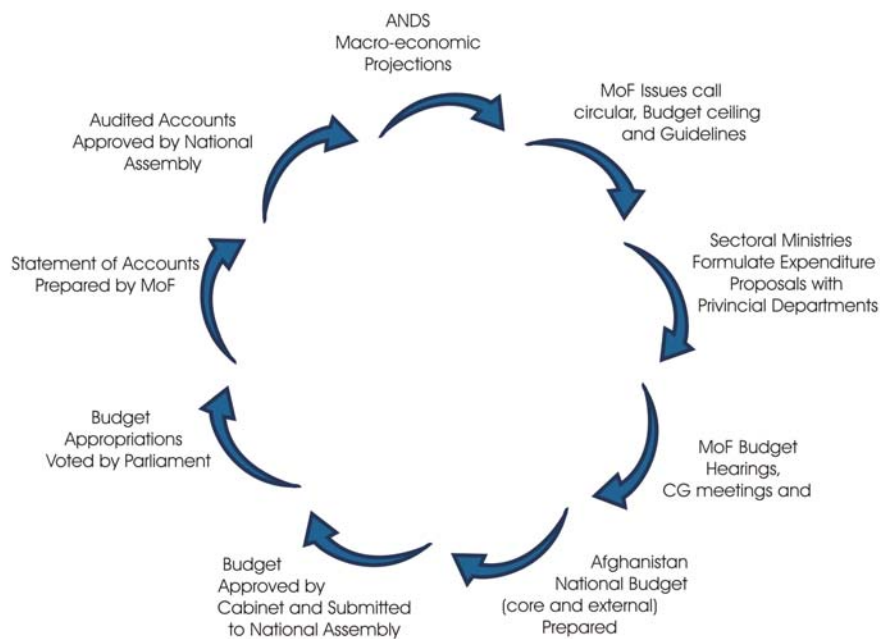 ANDS
Macro-economic
Projections
MoF Issues call
circular, Budget ceiling
and Guidelines
Sectoral Ministries
Formulate Expenditure
Proposals with
Privincial Departments
MoF Budget
Hearings,
CG meetings and
Afghanistan
National Budget
(core and external)
Prepared
Budget
Approved by
Cabinet and Submitted
to National Assembly
Budget
Appropriations
Voted by Parliament
Statement of Accounts
Prepared by MoF
Audited Accounts
Approved by National
Assembly